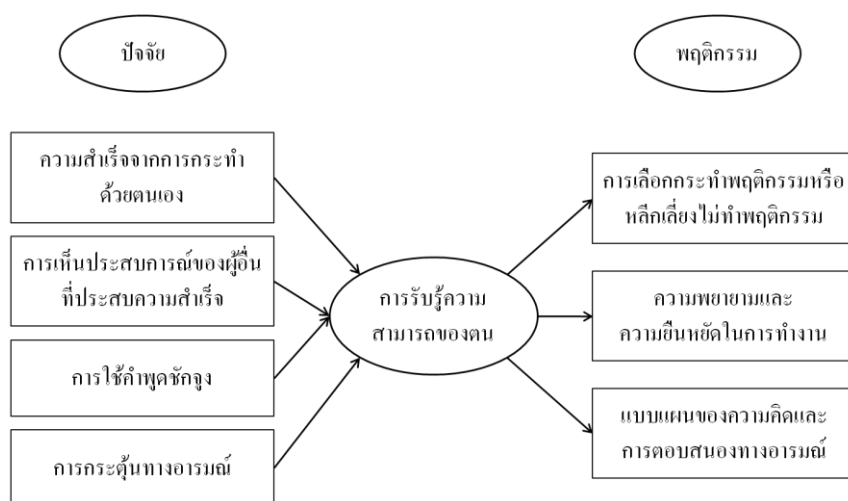 ปัจจัย
พฤติกรรม
ความสำเร็จจากการกระทำ
ด้วยตนเอง
การเห็นประสบการณ์ของผู้อื่น
ที่ประสบความสำเร็จ
การใช้คำพูดชักจูง
การกระตุ้นทางอารมณ์
การรับรู้ความ
สามารถของตน
การเลือกกระทำพฤติกรรมหรือ
หลีกเลี่ยงไม่ทำพฤติกรรม
ความพยายามและ
ความยืนหยัดในการทำงาน
แบบแผนของความคิดและ
การตอบสนองทางอารมณ์